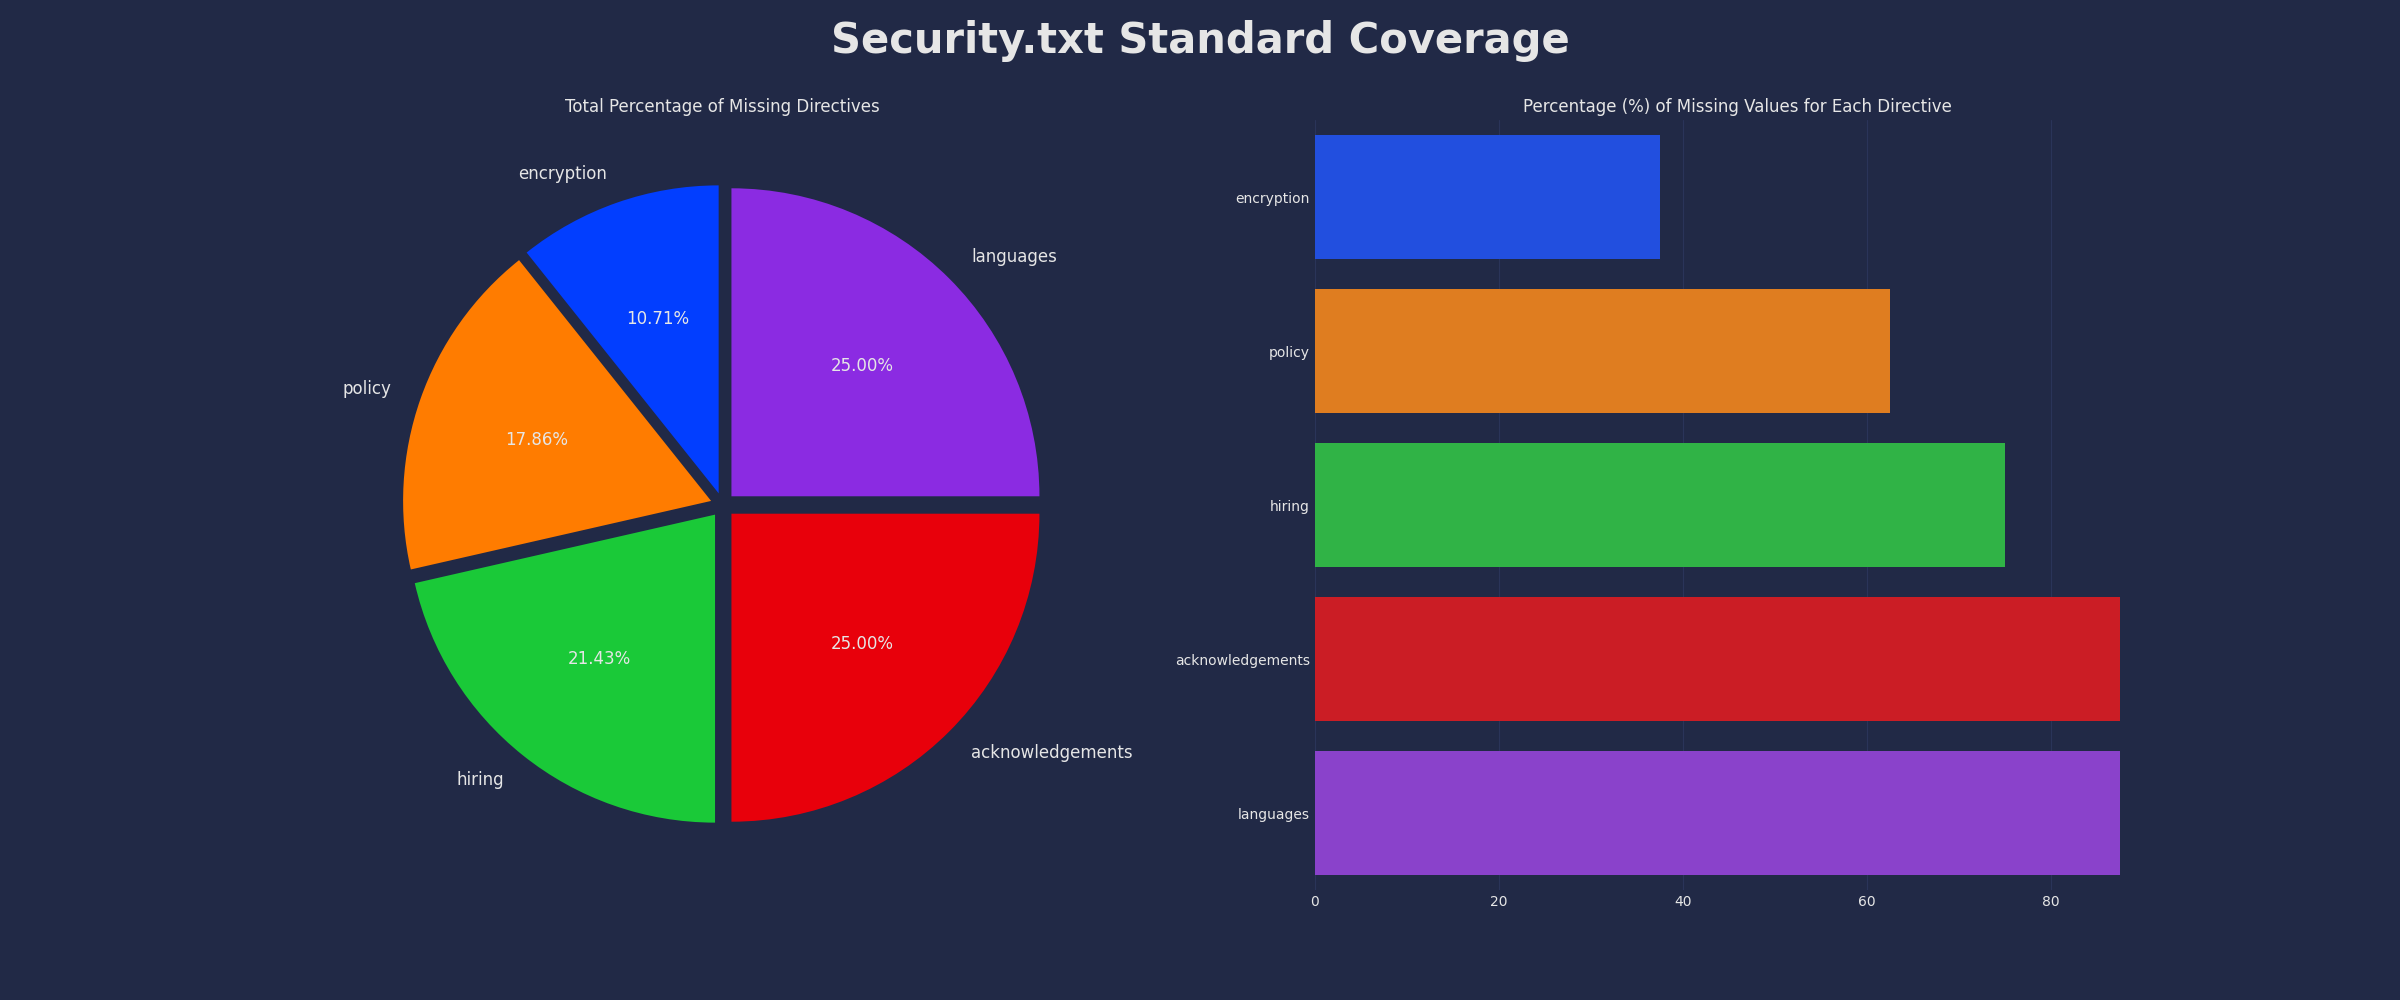 Security.txt Standard Coverage
Total Percentage of Missing Directives
encryption
10.71%
languages
25.00%
policy
17.86%
hiring
21.43%
acknowledgements
25.00%
Percentage (%) of Missing Values for Each Directive
encryption
policy
hiring
acknowledgements
languages
0 20 40 60 80